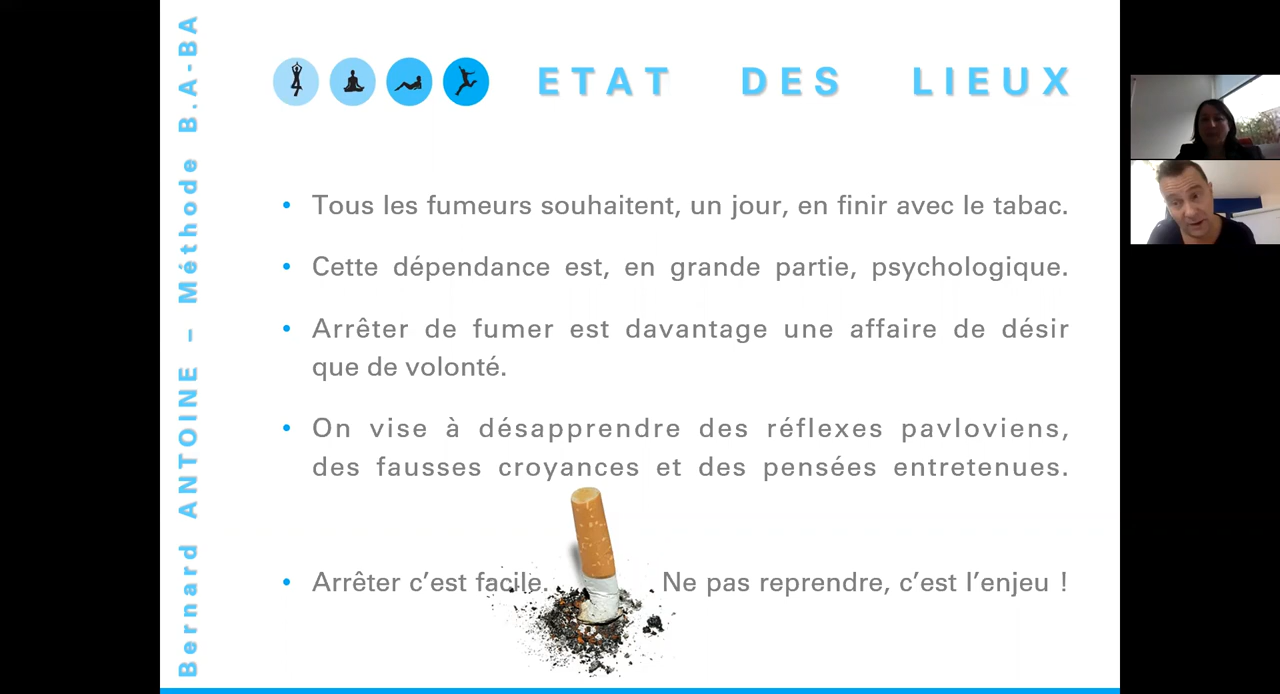 Bernard ANTOINE – Méthode B.A-BA
ETAT DES LIEUX
• Tous les fumeurs souhaitent, un jour, en finir avec le tabac.
• Cette dépendance est, en grande partie, psychologique.
• Arrêter de fumer est davantage une affaire de désir
que de volonté.
• On vise à désapprendre des réflexes pavloviens,
des fausses croyances et des pensées entretenues.
• Arrêter c’est facile. Ne pas reprendre, c’est l’enjeu !